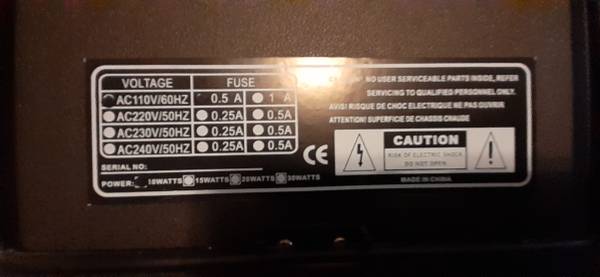 VOLTAGE FUSE
AC110V/60HZ 0.5 A 1 A
AC220V/50HZ 0.25A 0.5A
AC230V/50HZ 0.25A 0.5A
AC240V/50HZ 0.25A 0.5A
SERIAL NO:
POWER: 10WATTS 15WATTS 20WATTS 30WATTS
CE
NO USER SERVICEABLE PARTS INSIDE, REFER
SERVICING TO QUALIFIED PERSONNEL ONLY.
AVIS! RISQUE DE CHOC ELECTRIQUE NE PAS OUVRIR
ATTENTION! SUPERFICIE DE CHASSIS CHAUDE
CAUTION
RISK OF ELECTRIC SHOCK
DO NOT OPEN
MADE IN CHINA